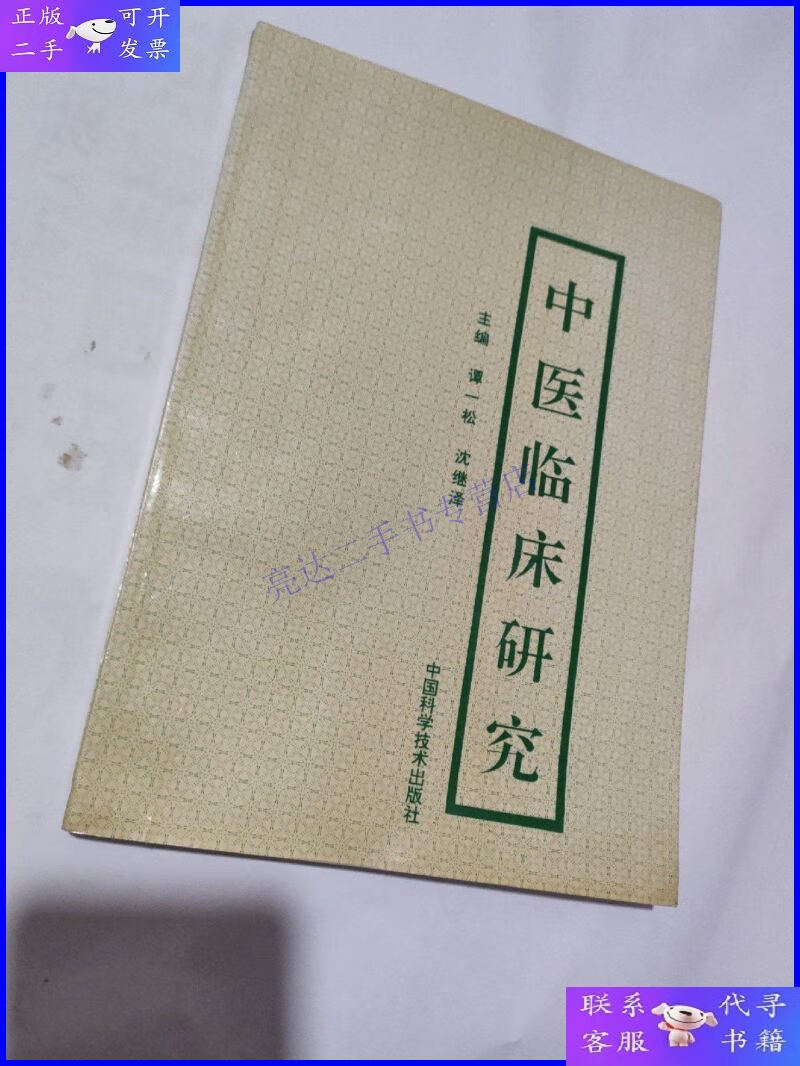 正版 可开
二手 发票
中医临床研究
主编 谭一松 沈继泽
亮达二手书专营店
中国科学技术出版社
联系 代寻
客服 书籍